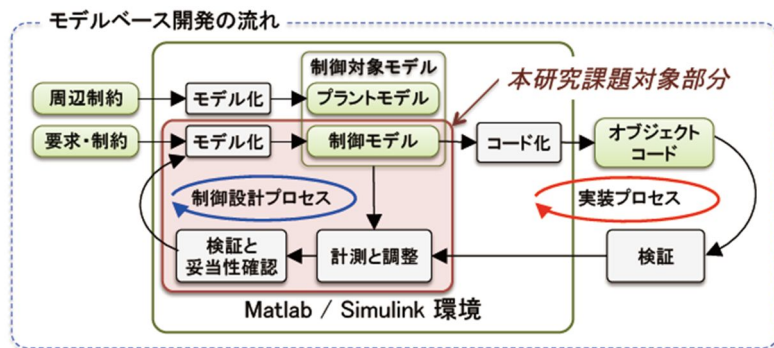 モデルベース開発の流れ
制御対象モデル
本研究課題対象部分
周辺制約
モデル化
プラントモデル
要求・制約
モデル化
制御モデル
コード化
オブジェクト
コード
制御設計プロセス
実装プロセス
検証と
妥当性確認
計測と調整
検証
Matlab / Simulink 環境